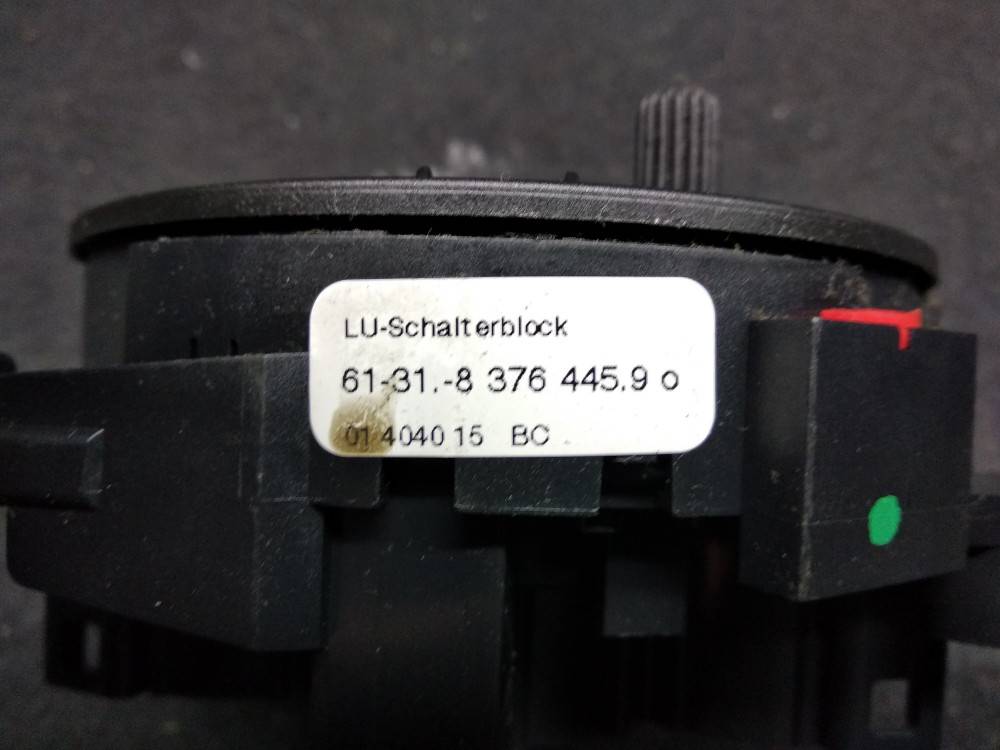 LU-Schalterblock
61-31.-8 376 445.9 o
01 4040 15 BC